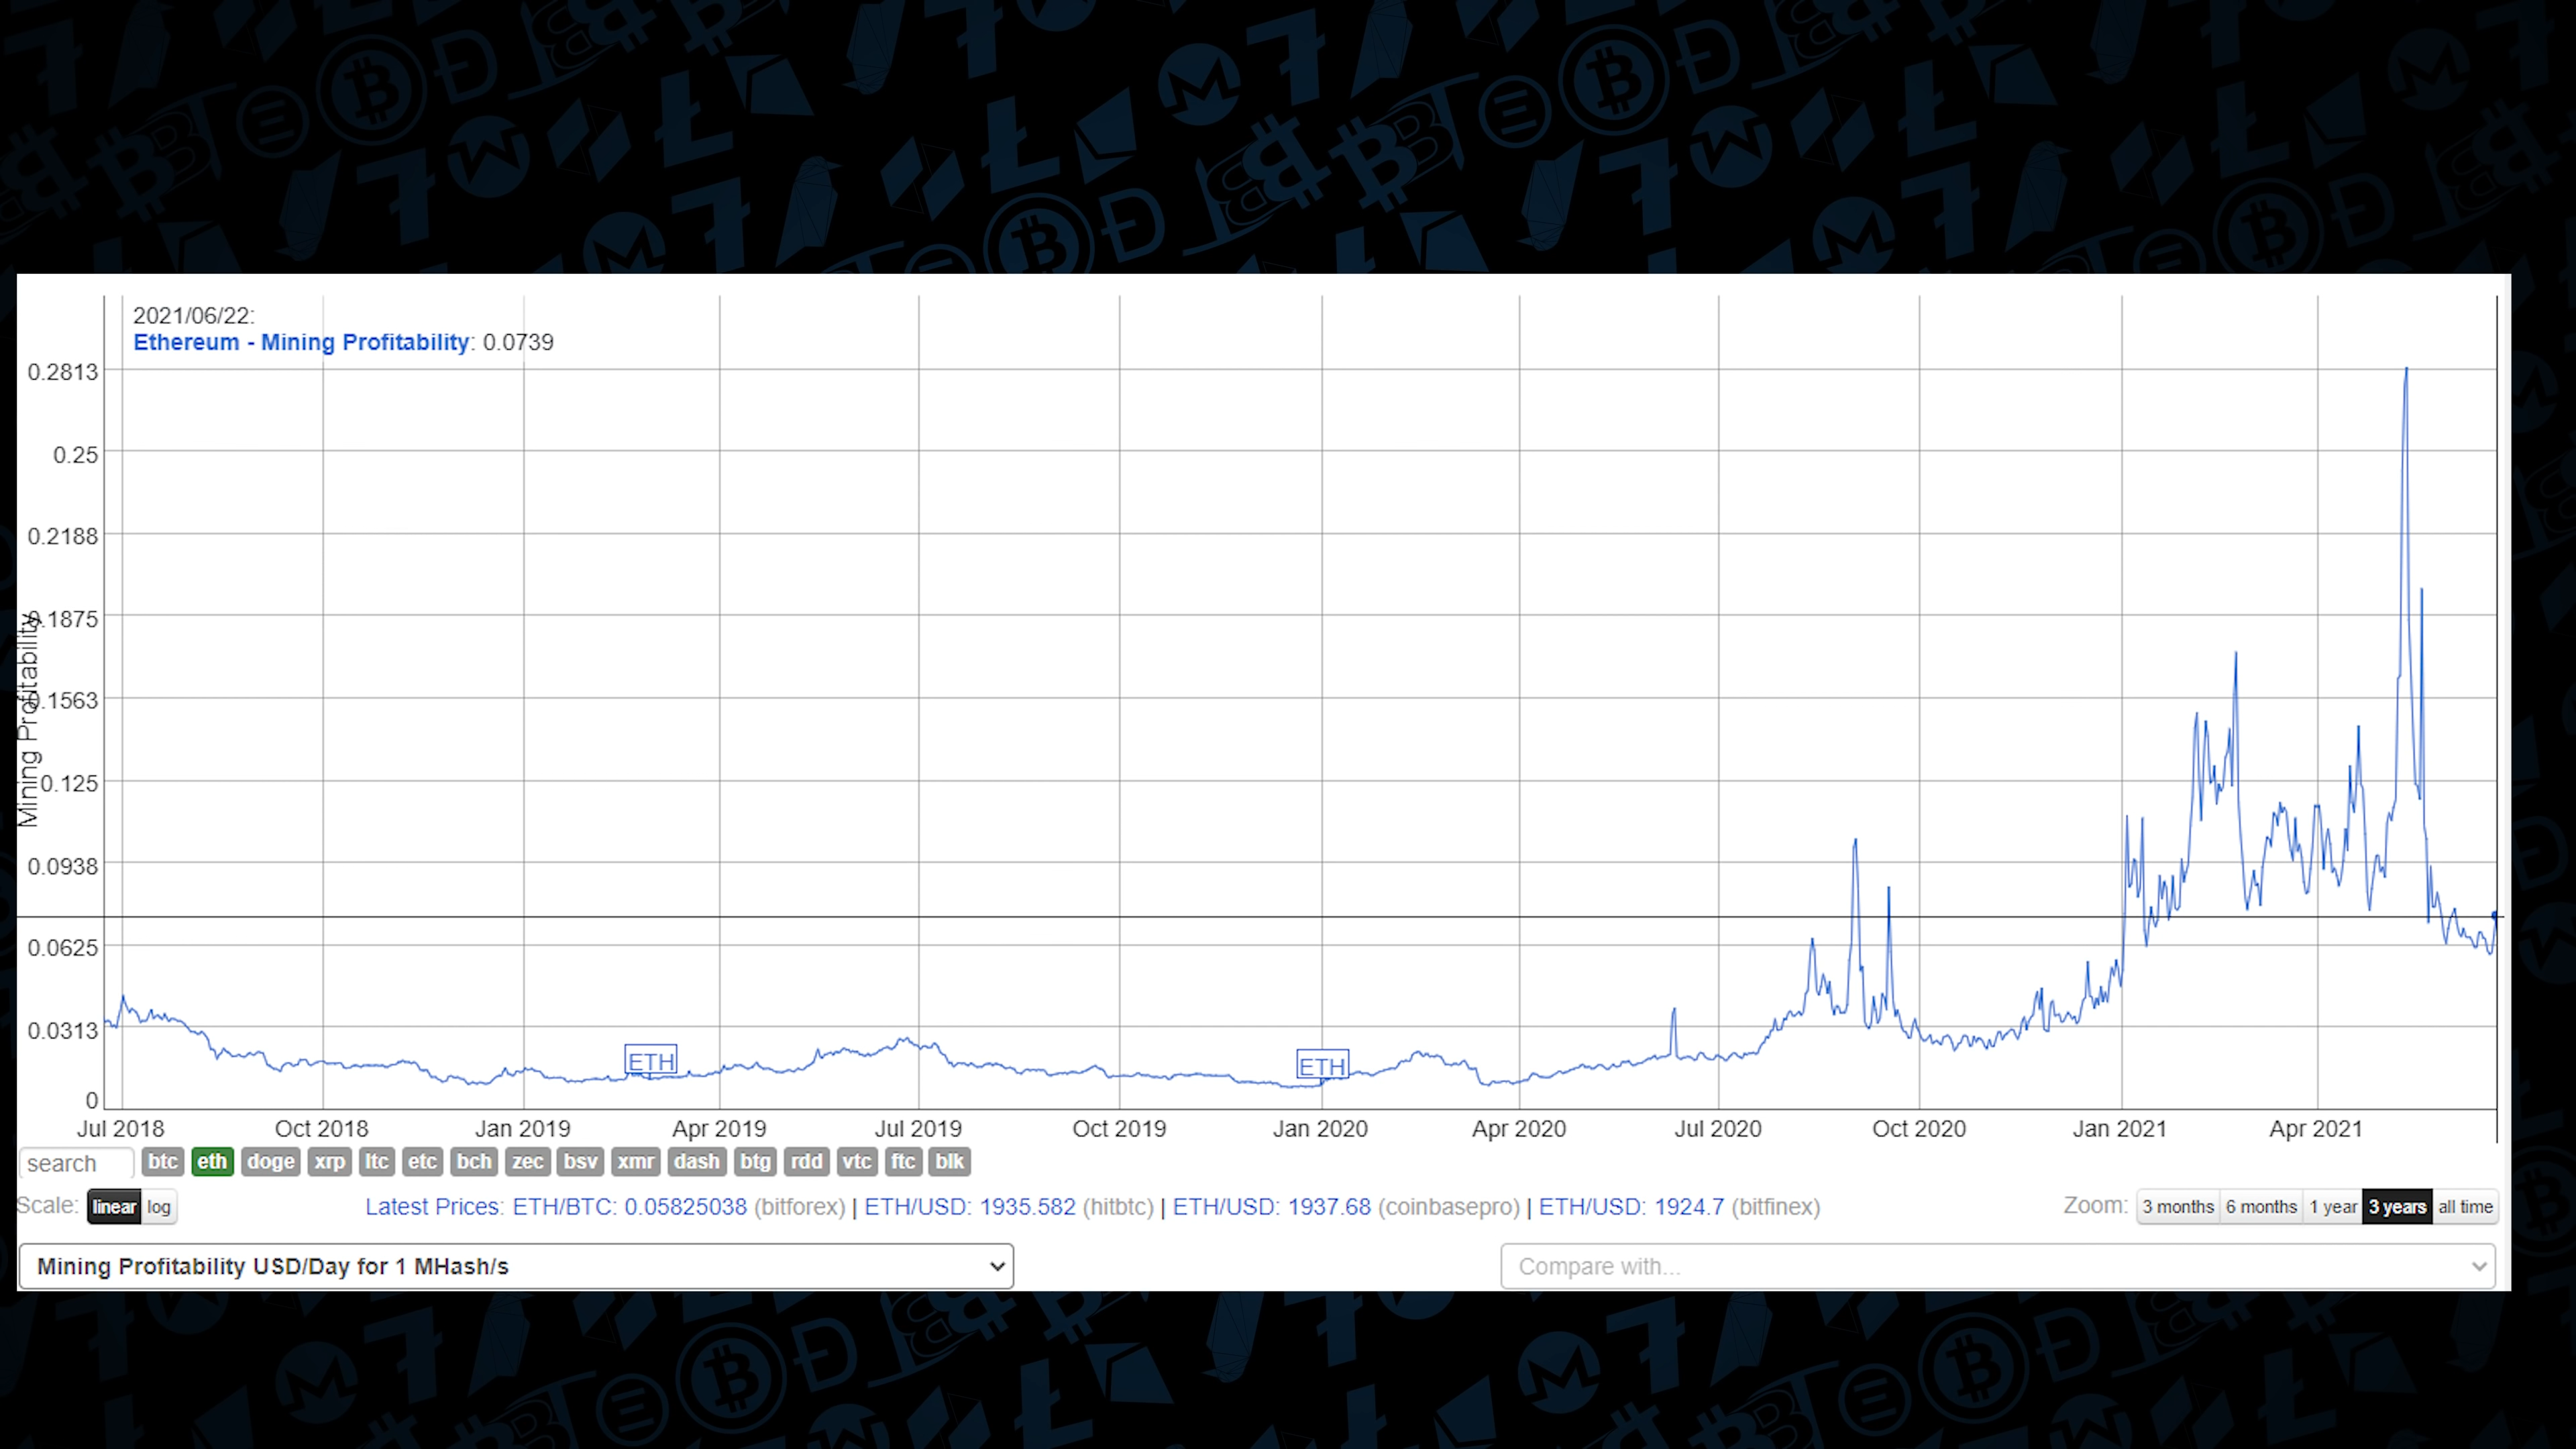 2021/06/22:
Ethereum - Mining Profitability: 0.0739
0.2813
0.25
0.2188
0.1875
0.1563
0.125
0.0938
0.0625
0.0313
0
Mining Profitability
ETH
ETH
Jul 2018 Oct 2018 Jan 2019 Apr 2019 Jul 2019 Oct 2019 Jan 2020 Apr 2020 Jul 2020 Oct 2020 Jan 2021 Apr 2021
search btc eth doge xrp ltc etc bch zec bsv xmr dash btg rdd vtc ftc blk
Scale: linear log Latest Prices: ETH/BTC: 0.05825038 (bitforex) | ETH/USD: 1935.582 (hitbtc) | ETH/USD: 1937.68 (coinbasepro) | ETH/USD: 1924.7 (bitfinex) Zoom: 3 months 6 months 1 year 3 years all time
Mining Profitability USD/Day for 1 MHash/s Compare with...